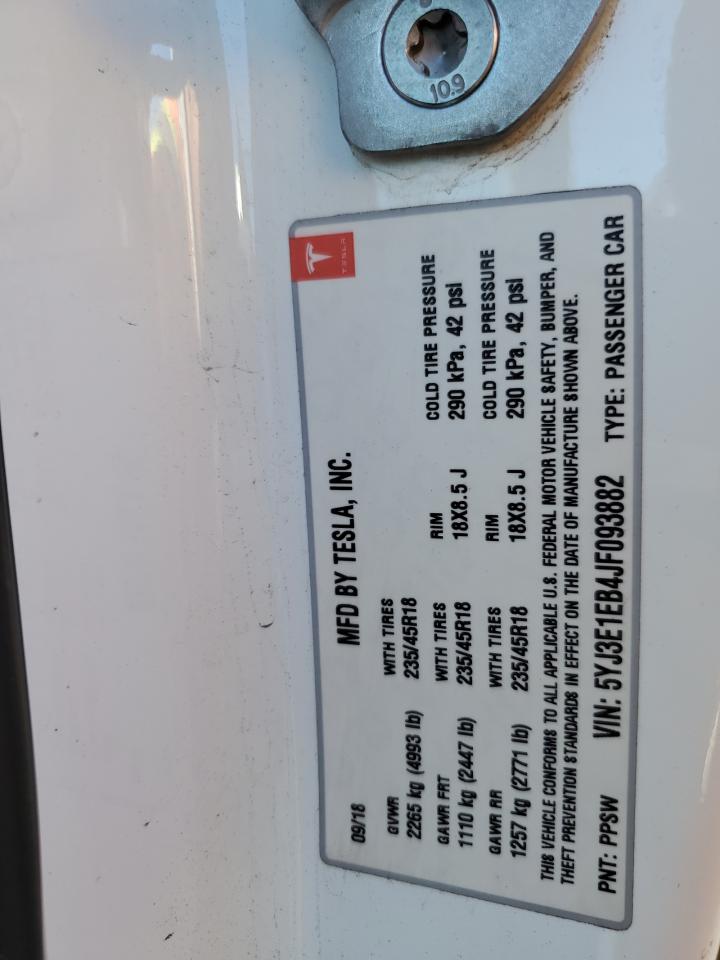 10.9
TESLA
MFD BY TESLA, INC.
09/18
GVWR WITH TIRES
2265 kg (4993 lb) 235/45R18
GAWR FRT WITH TIRES RIM COLD TIRE PRESSURE
1110 kg (2447 lb) 235/45R18 18X8.5 J 290 kPa, 42 psi
GAWR RR WITH TIRES RIM COLD TIRE PRESSURE
1257 kg (2771 lb) 235/45R18 18X8.5 J 290 kPa, 42 psi
THIS VEHICLE CONFORMS TO ALL APPLICABLE U.S. FEDERAL MOTOR VEHICLE SAFETY, BUMPER, AND
THEFT PREVENTION STANDARDS IN EFFECT ON THE DATE OF MANUFACTURE SHOWN ABOVE.
PNT: PPSW VIN: 5YJ3E1EB4JF093882 TYPE: PASSENGER CAR